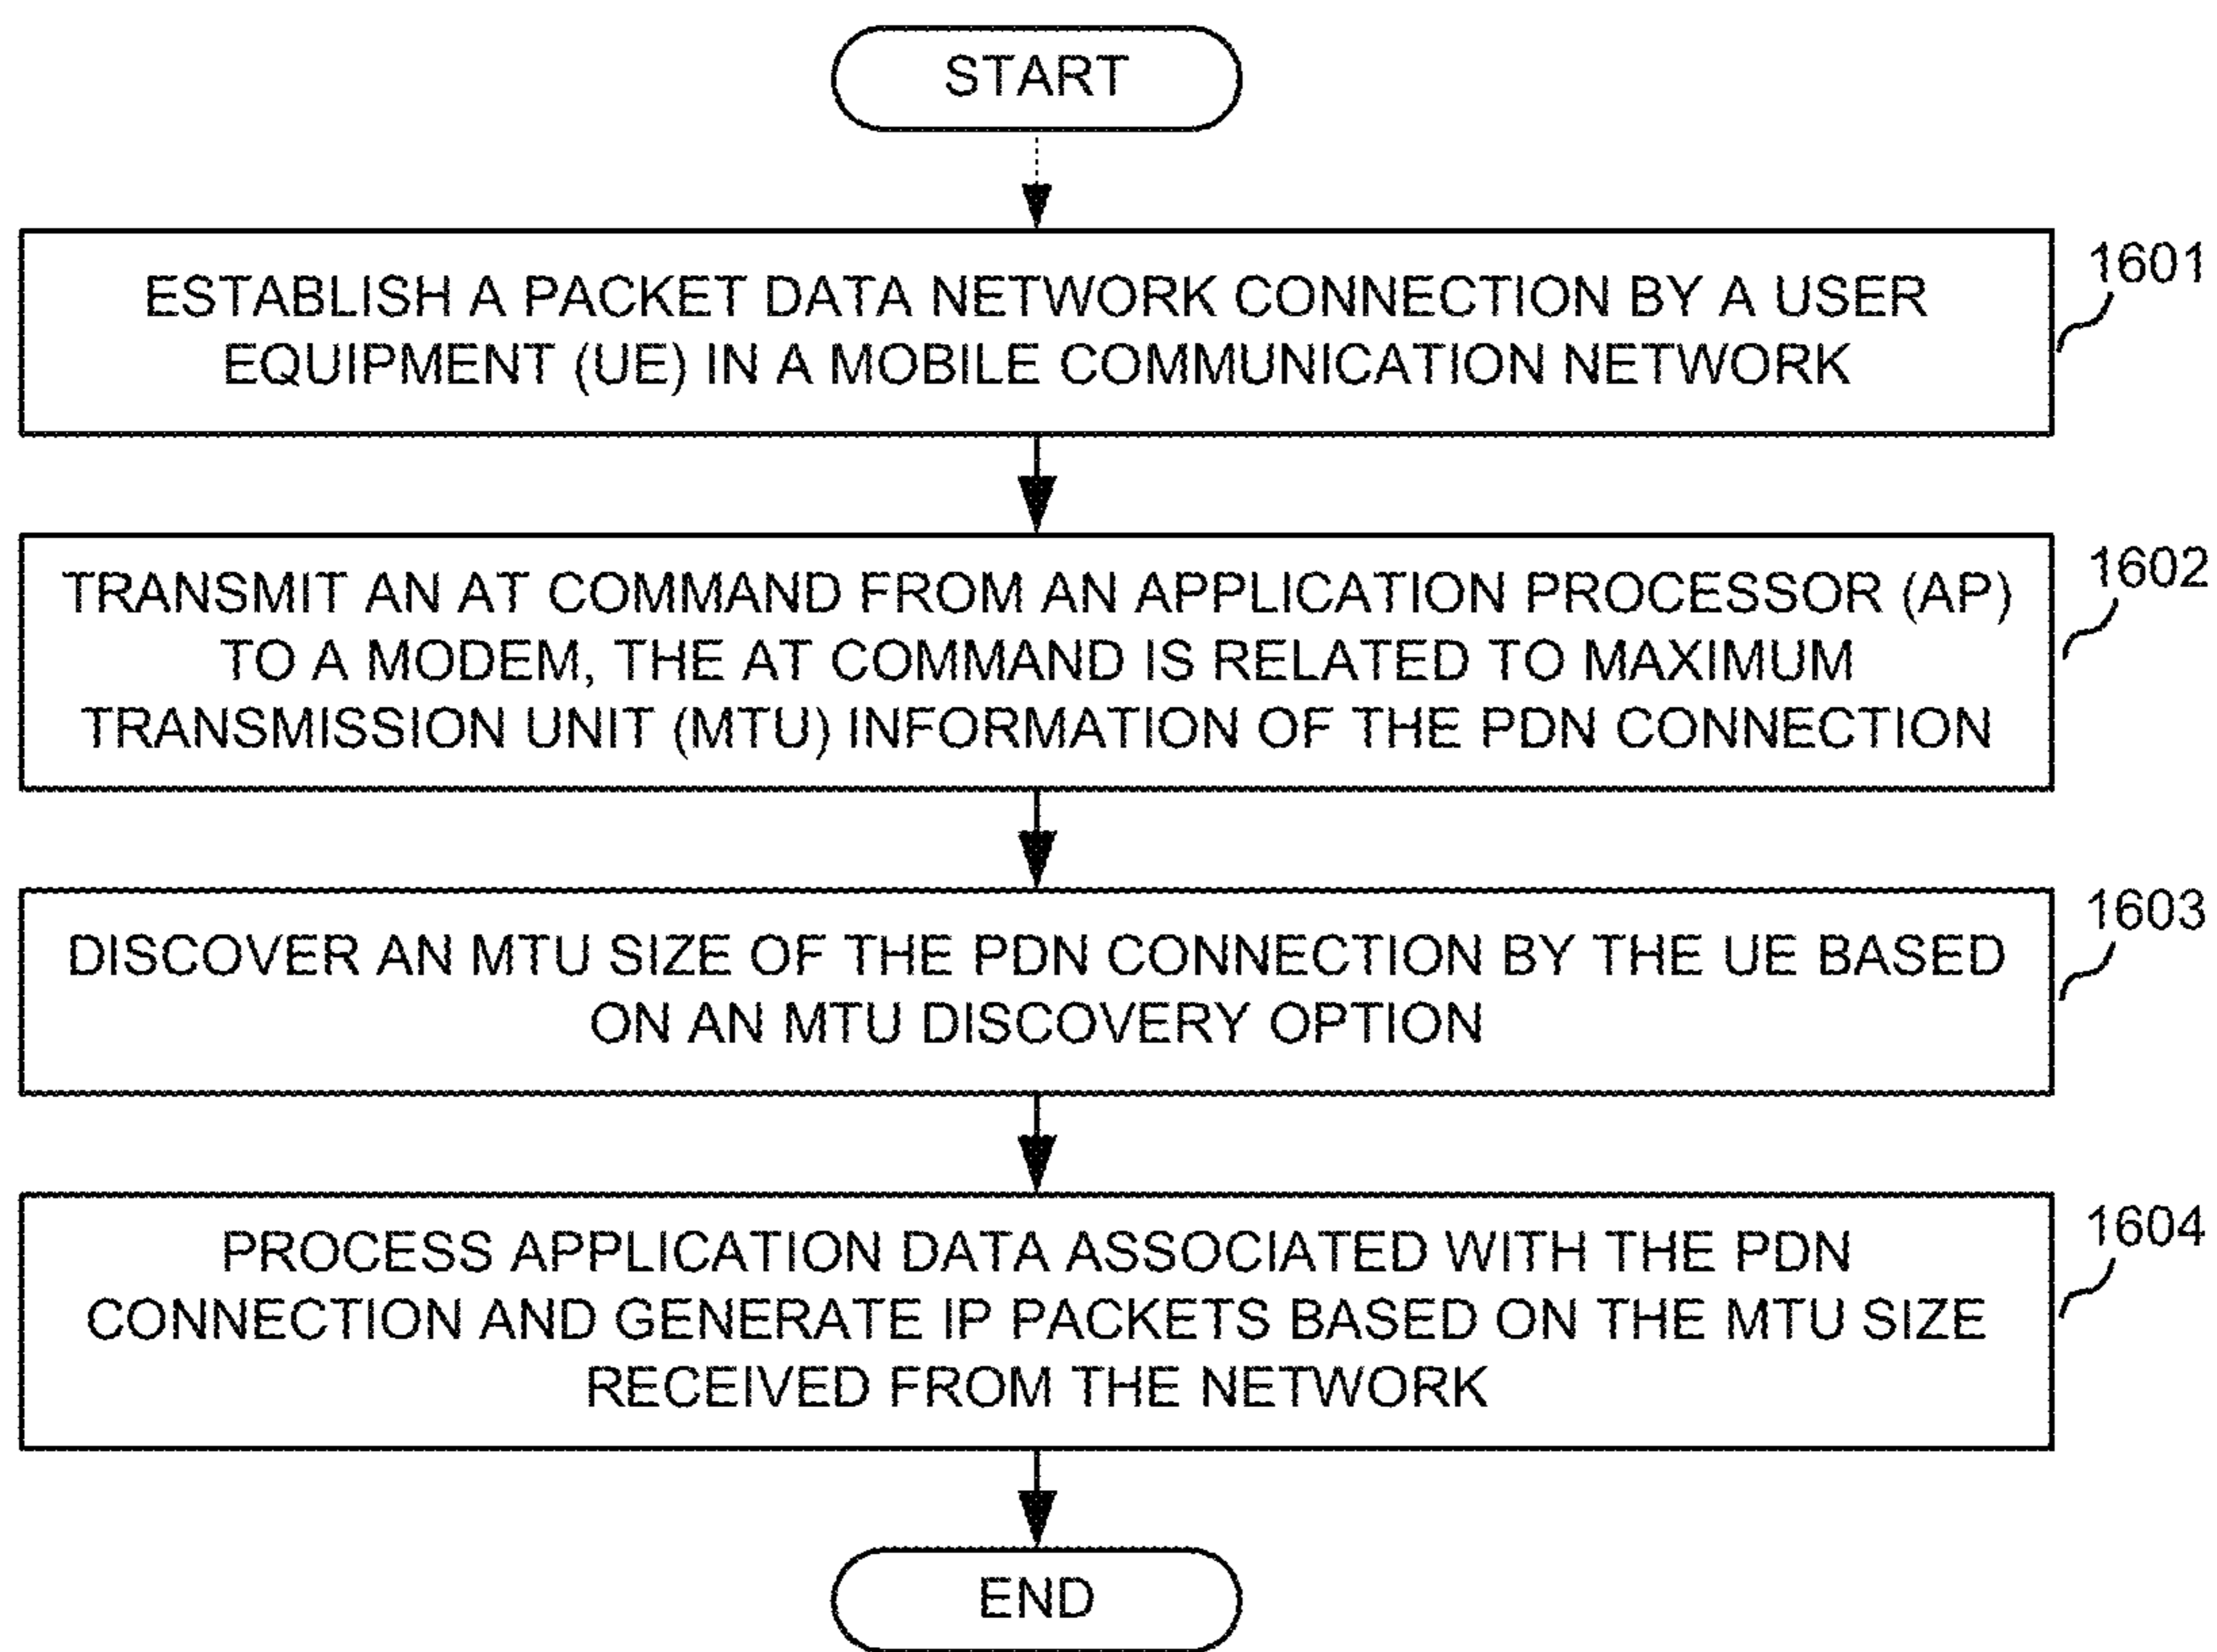 START
ESTABLISH A PACKET DATA NETWORK CONNECTION BY A USER
EQUIPMENT (UE) IN A MOBILE COMMUNICATION NETWORK
1601
TRANSMIT AN AT COMMAND FROM AN APPLICATION PROCESSOR (AP)
TO A MODEM, THE AT COMMAND IS RELATED TO MAXIMUM
TRANSMISSION UNIT (MTU) INFORMATION OF THE PDN CONNECTION
1602
DISCOVER AN MTU SIZE OF THE PDN CONNECTION BY THE UE BASED
ON AN MTU DISCOVERY OPTION
1603
PROCESS APPLICATION DATA ASSOCIATED WITH THE PDN
CONNECTION AND GENERATE IP PACKETS BASED ON THE MTU SIZE
RECEIVED FROM THE NETWORK
1604
END